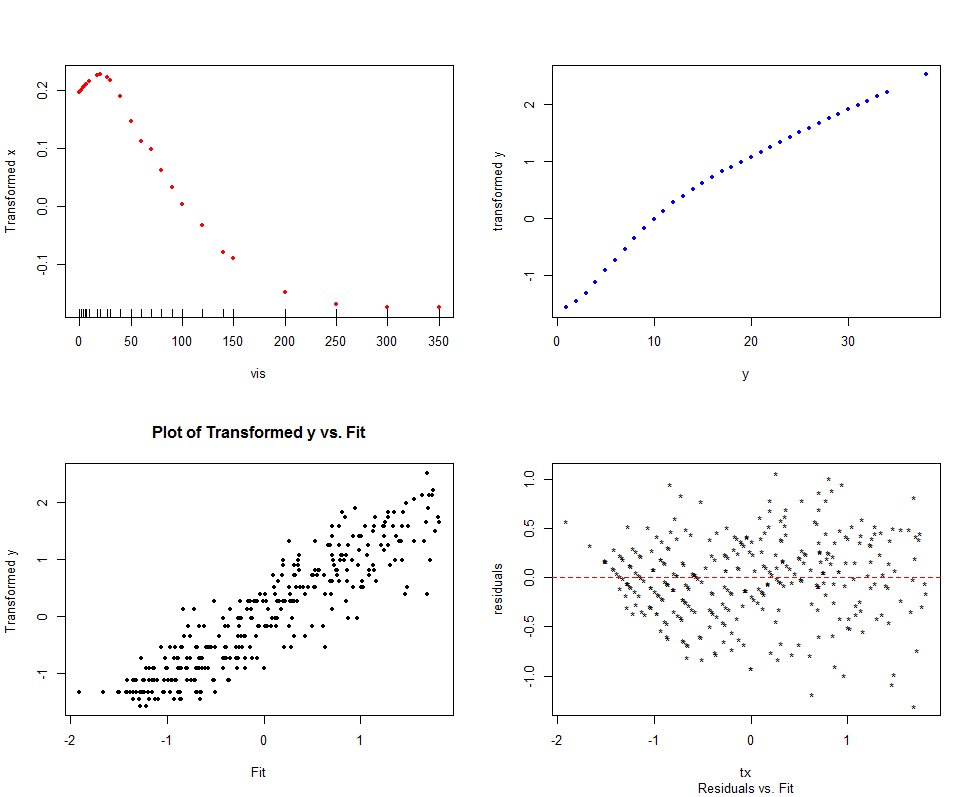 Transformed x
0.2
0.1
0.0
-0.1
0 50 100 150 200 250 300 350
vis
transformed y
2
1
0
-1
0 10 20 30
y
Plot of Transformed y vs. Fit
Transformed y
2
1
0
-1
-2 -1 0 1
Fit
residuals
1.0
0.5
0.0
-0.5
-1.0
-2 -1 0 1
tx
Residuals vs. Fit